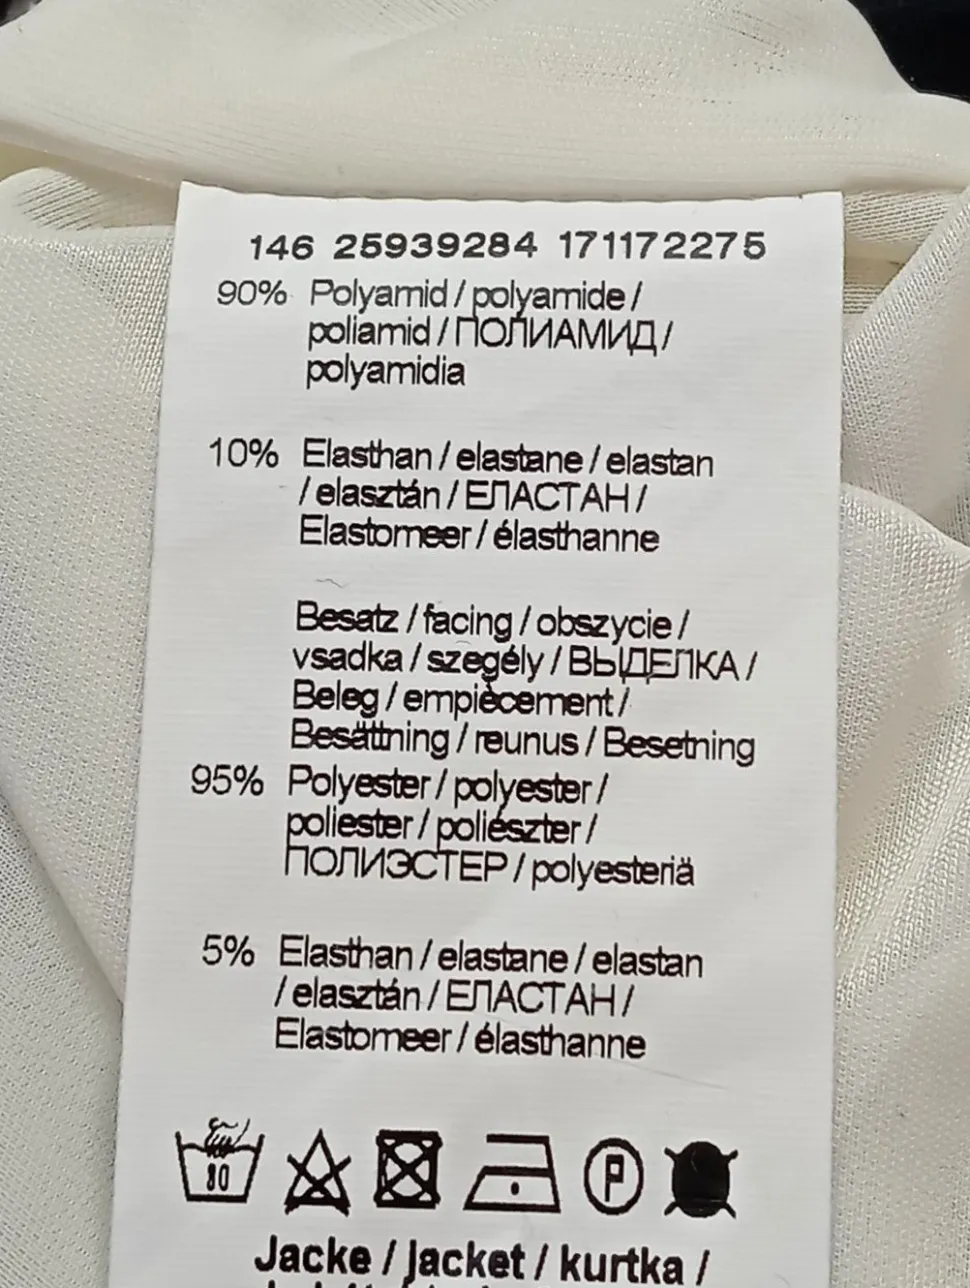 146 25939284 171172275
90% Polyamid / polyamide /
poliamid / ПОЛИАМИД /
polyamidia
10% Elasthan / elastane / elastan
/ elasztán / ЕЛАСТАН /
Elastomeer / élasthanne
Besatz / facing / obszycie /
vsadka / szegély / ВЫДЕЛКА /
Beleg / empiècement /
Besättning / reunus / Besetning
95% Polyester / polyester /
poliester / poliészter /
ПОЛИЭСТЕР / polyesteriä
5% Elasthan / elastane / elastan
/ elasztán / ЕЛАСТАН /
Elastomeer / élasthanne
P
Jacke / Jacket / kurtka /